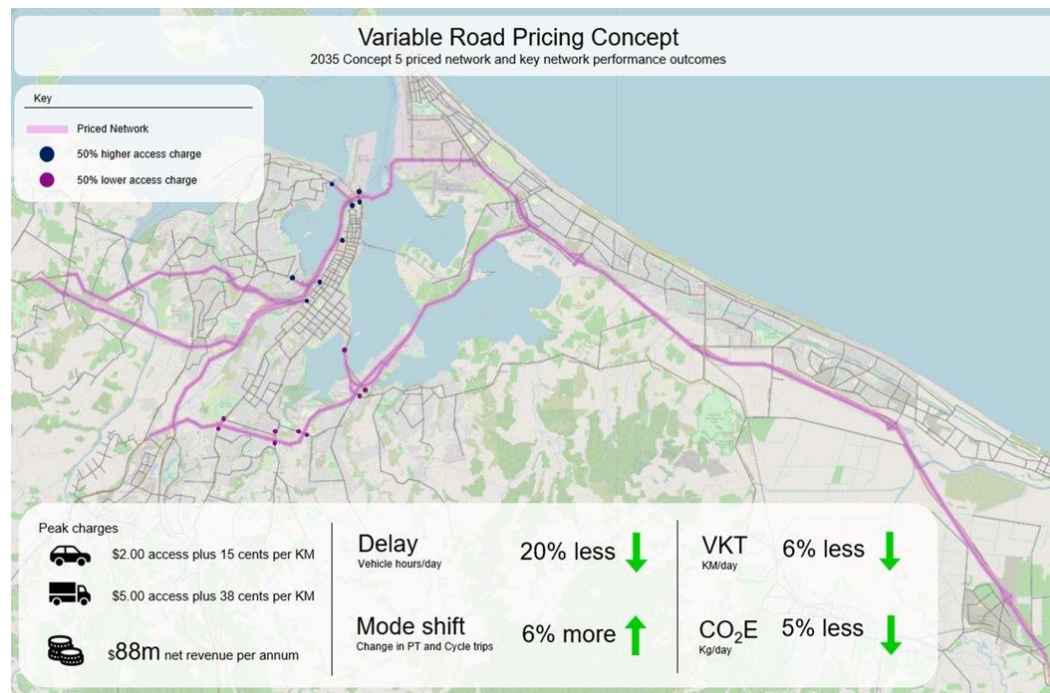 Variable Road Pricing Concept
2035 Concept 5 priced network and key network performance outcomes
Key
Priced Network
50% higher access charge
50% lower access charge
Peak charges
$2.00 access plus 15 cents per KM
$5.00 access plus 38 cents per KM
$88m net revenue per annum
Delay
Vehicle hours/day
20% less
Mode shift
Change in PT and Cycle trips
6% more
VKT
KM/day
6% less
CO₂E
Kg/day
5% less